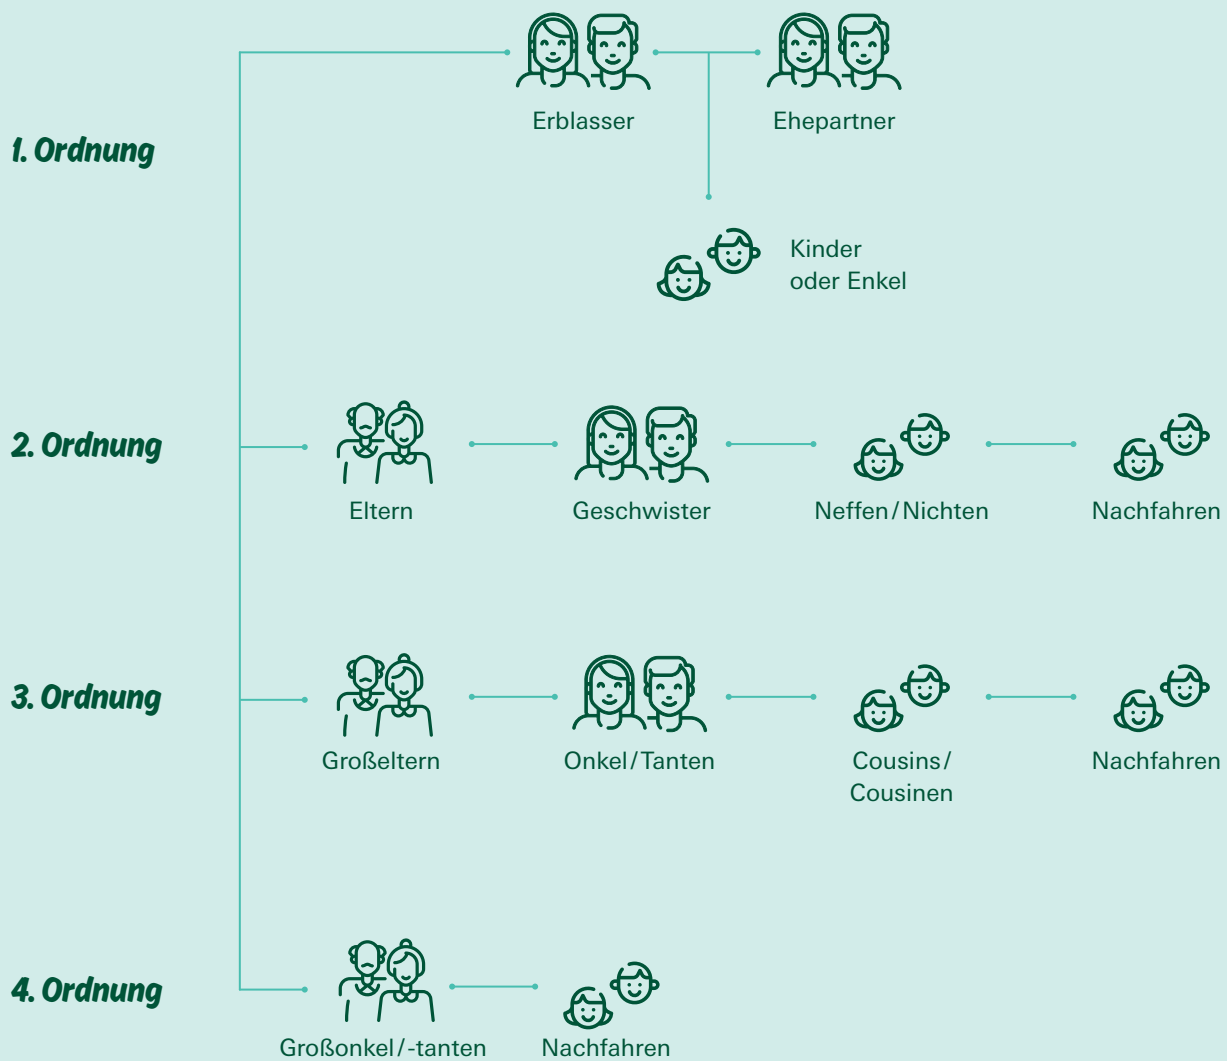 Erblasser
Ehepartner
1. Ordnung
Kinder
oder Enkel
2. Ordnung
Eltern
Geschwister
Neffen/Nichten
Nachfahren
3. Ordnung
Großeltern
Onkel/Tanten
Cousins/
Cousinen
Nachfahren
4. Ordnung
Großonkel/-tanten
Nachfahren